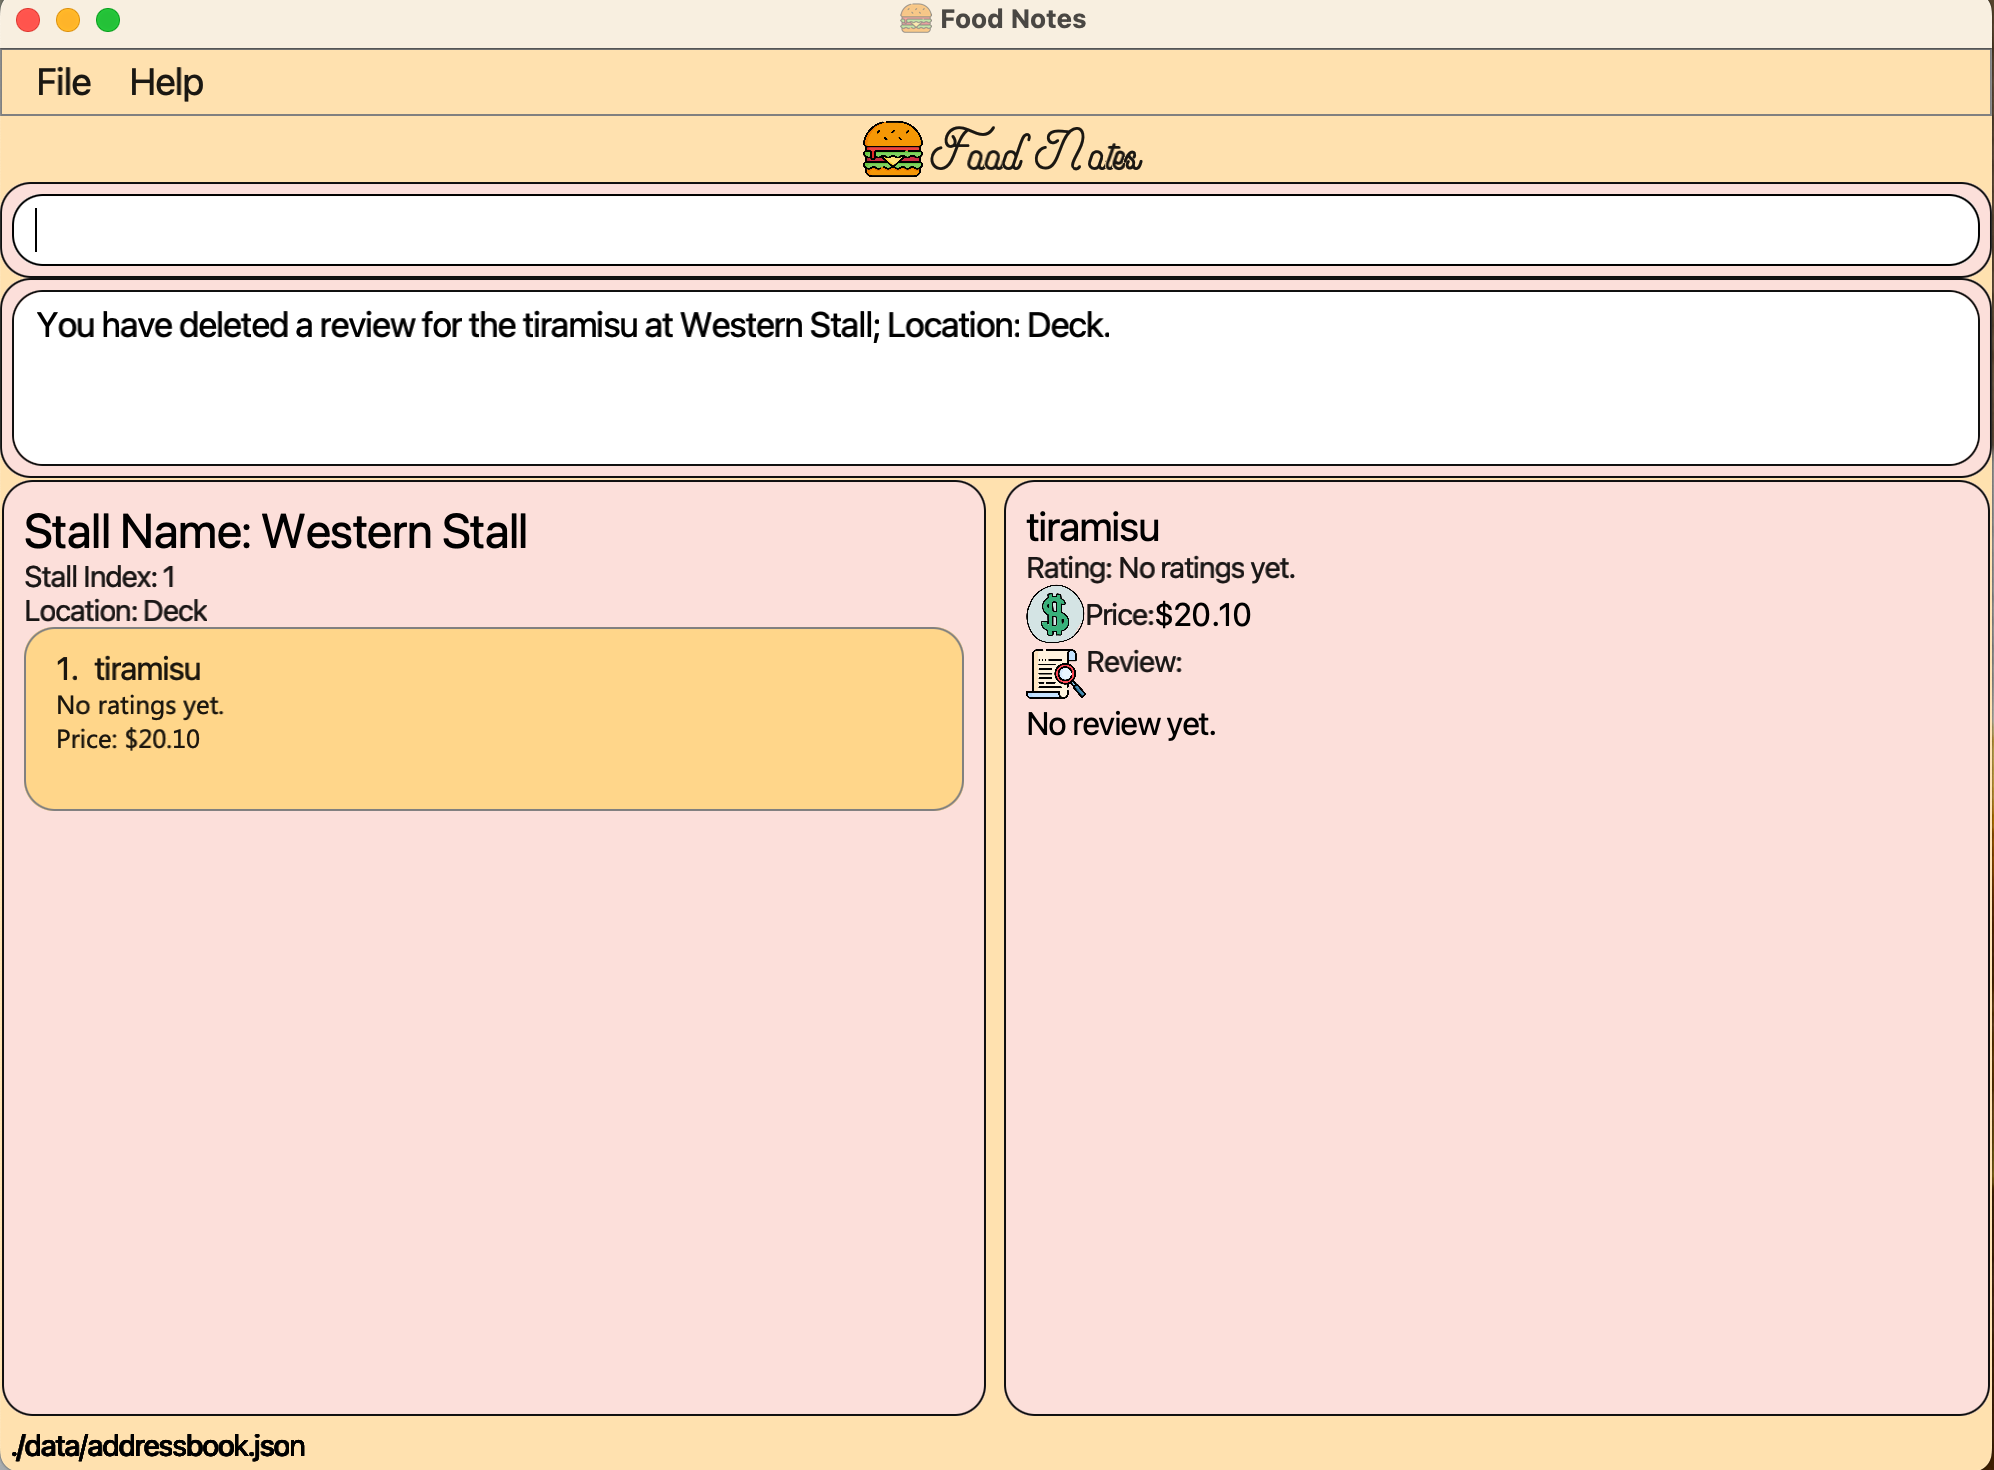 Food Notes
File Help
Food Notes
You have deleted a review for the tiramisu at Western Stall; Location: Deck.
Stall Name: Western Stall
Stall Index: 1
Location: Deck
1. tiramisu
No ratings yet.
Price: $20.10
tiramisu
Rating: No ratings yet.
Price:$20.10
Review:
No review yet.
./data/addressbook.json